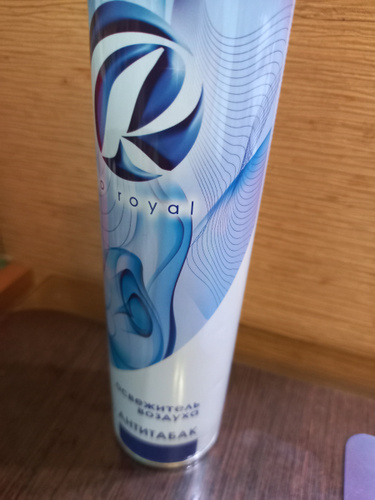 R
royal
освежитель
воздуха
АНТИТАБАК